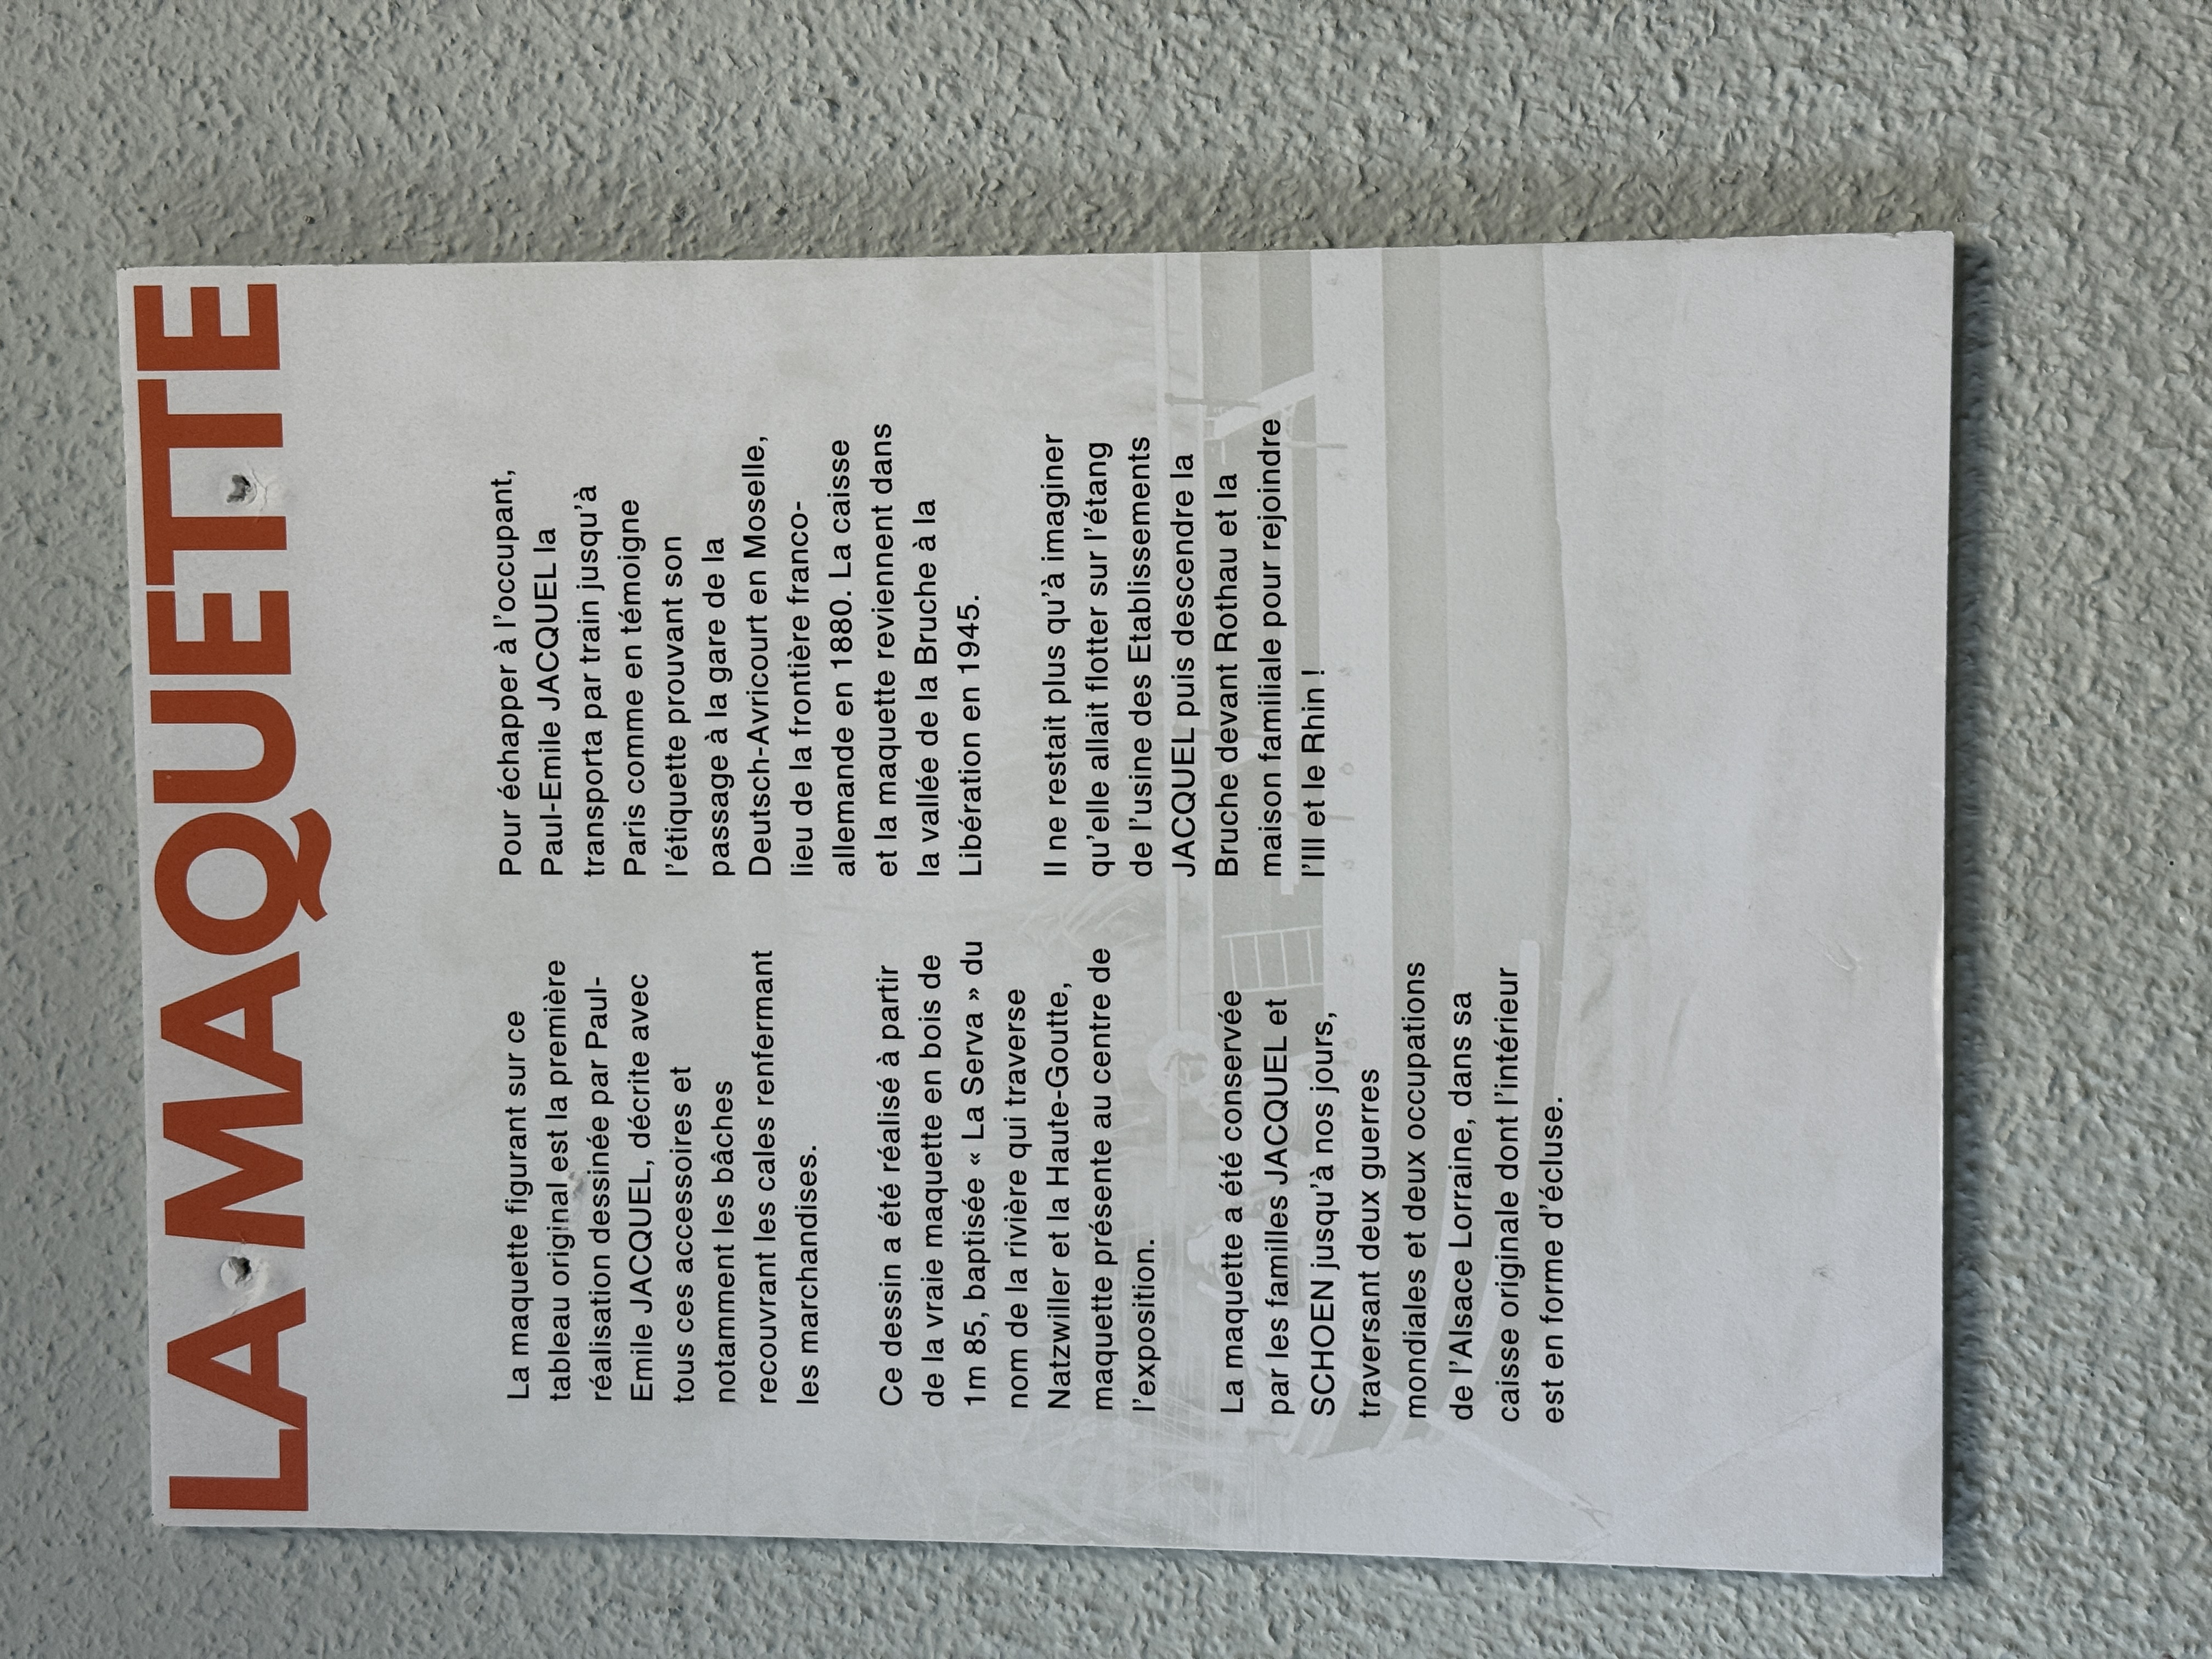 LA MAQUETTE
La maquette figurant sur ce
tableau original est la première
réalisation dessinée par Paul-
Emile JACQUEL, décrite avec
tous ces accessoires et
notamment les bâches
recouvrant les cales renfermant
les marchandises.
Ce dessin a été réalisé à partir
de la vraie maquette en bois de
1m 85, baptisée « La Serva » du
nom de la rivière qui traverse
Natzwiller et la Haute-Goutte,
maquette présente au centre de
l'exposition.
La maquette a été conservée
par les familles JACQUEL et
SCHOEN jusqu'à nos jours,
traversant deux guerres
mondiales et deux occupations
de l'Alsace Lorraine, dans sa
caisse originale dont l'intérieur
est en forme d'écluse.
Pour échapper à l'occupant,
Paul-Emile JACQUEL la
transporta par train jusqu'à
Paris comme en témoigne
l'étiquette prouvant son
passage à la gare de la
Deutsch-Avricourt en Moselle,
lieu de la frontière franco-
allemande en 1880. La caisse
et la maquette reviennent dans
la vallée de la Bruche à la
Libération en 1945.
Il ne restait plus qu'à imaginer
qu'elle allait flotter sur l'étang
de l'usine des Etablissements
JACQUEL puis descendre la
Bruche devant Rothau et la
maison familiale pour rejoindre
l'Ill et le Rhin !